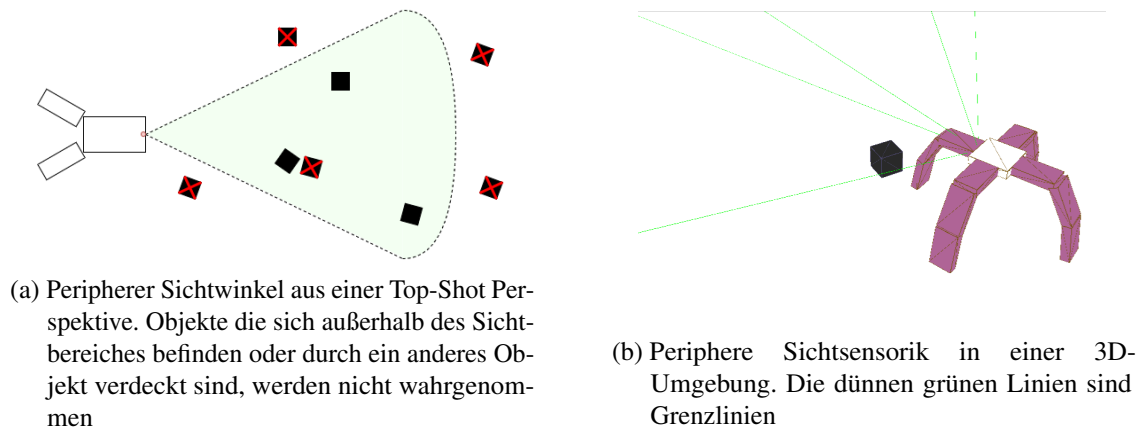 (a) Peripherer Sichtwinkel aus einer Top-Shot Per-
spektive. Objekte die sich außerhalb des Sicht-
bereiches befinden oder durch ein anderes Ob-
jekt verdeckt sind, werden nicht wahrgenom-
men
(b) Periphere Sichtsensorik in einer 3D-
Umgebung. Die dünnen grünen Linien sind
Grenzlinien